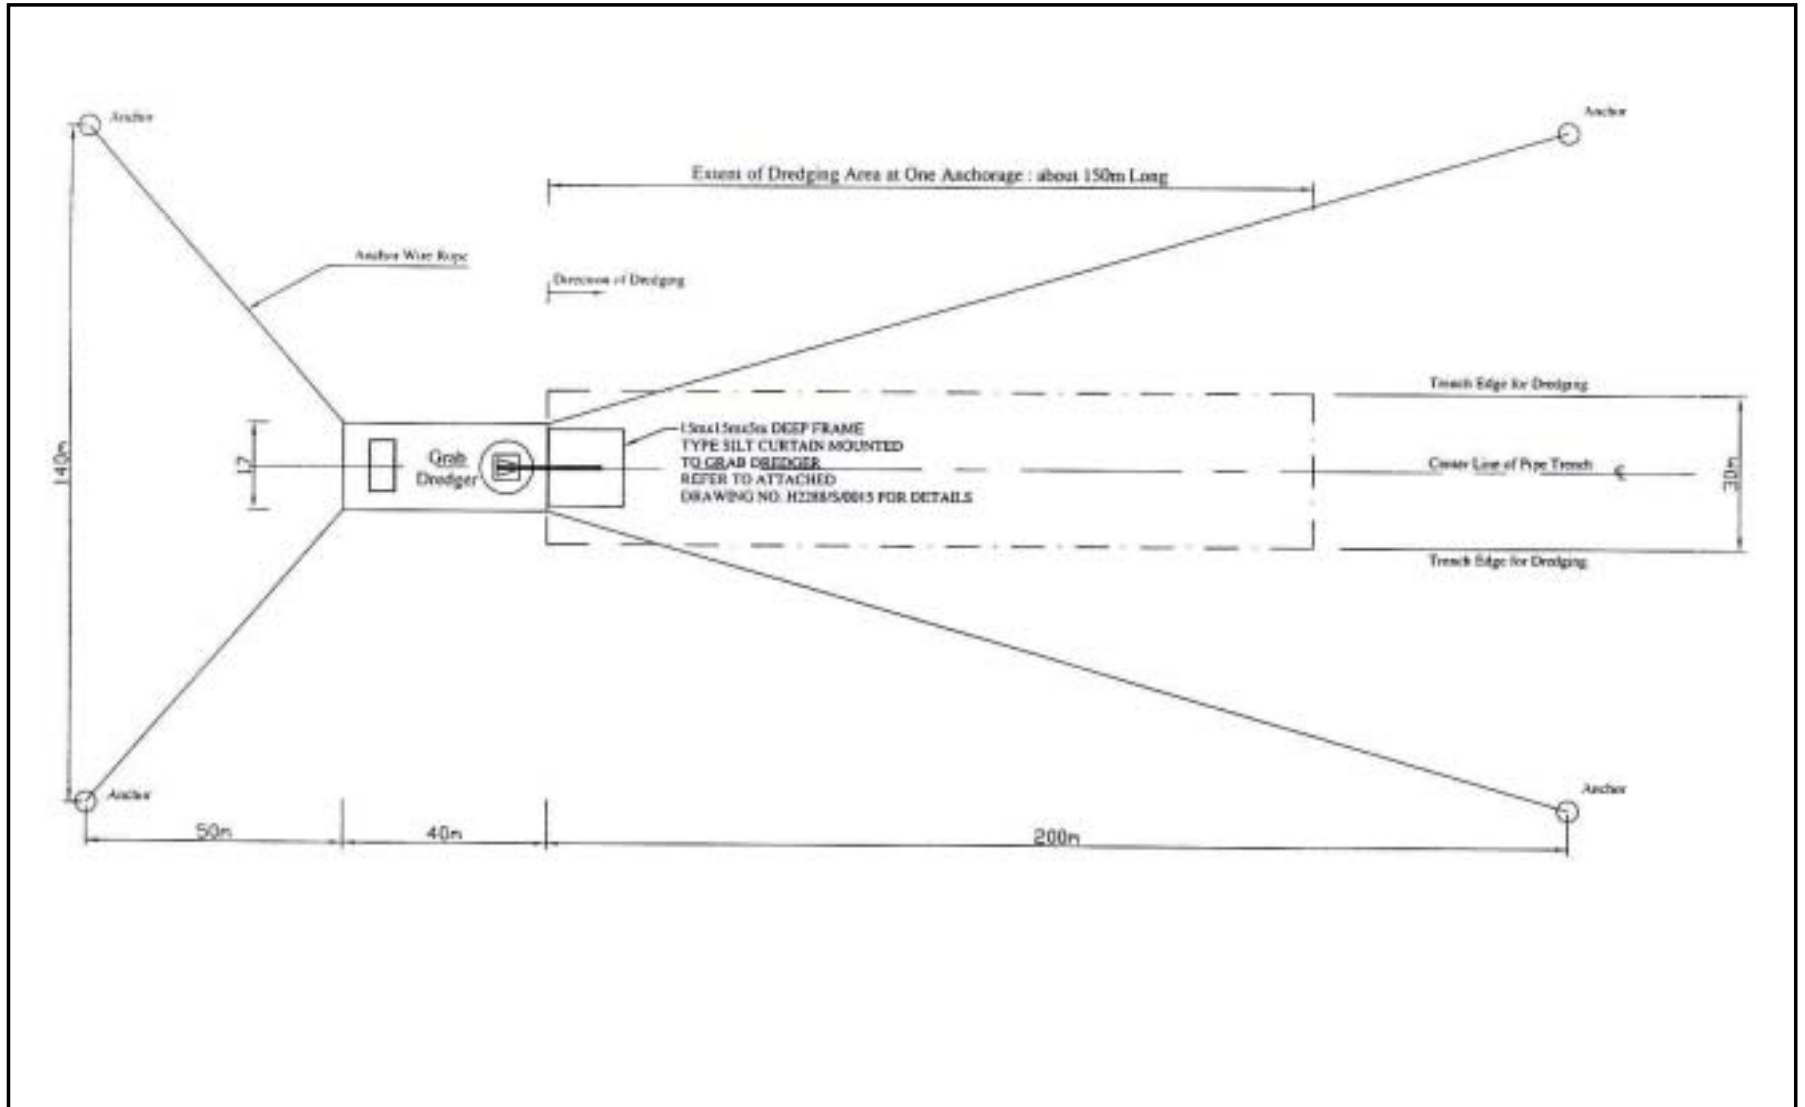 Anchor
Anchor
Extent of Dredging Area at One Anchorage : about 150m Long
Anchor Wire Rope
Direction of Dredging
Trench Edge for Dredging
15mx15mx5m DEEP FRAME
TYPE SILT CURTAIN MOUNTED
TO GRAB DREDGER
REFER TO ATTACHED
DRAWING NO. H2288/S/0015 FOR DETAILS
140m
17
Grab
Dredger
Center Line of Pipe Trench ℄
30m
Trench Edge for Dredging
Anchor
Anchor
50m
40m
200m